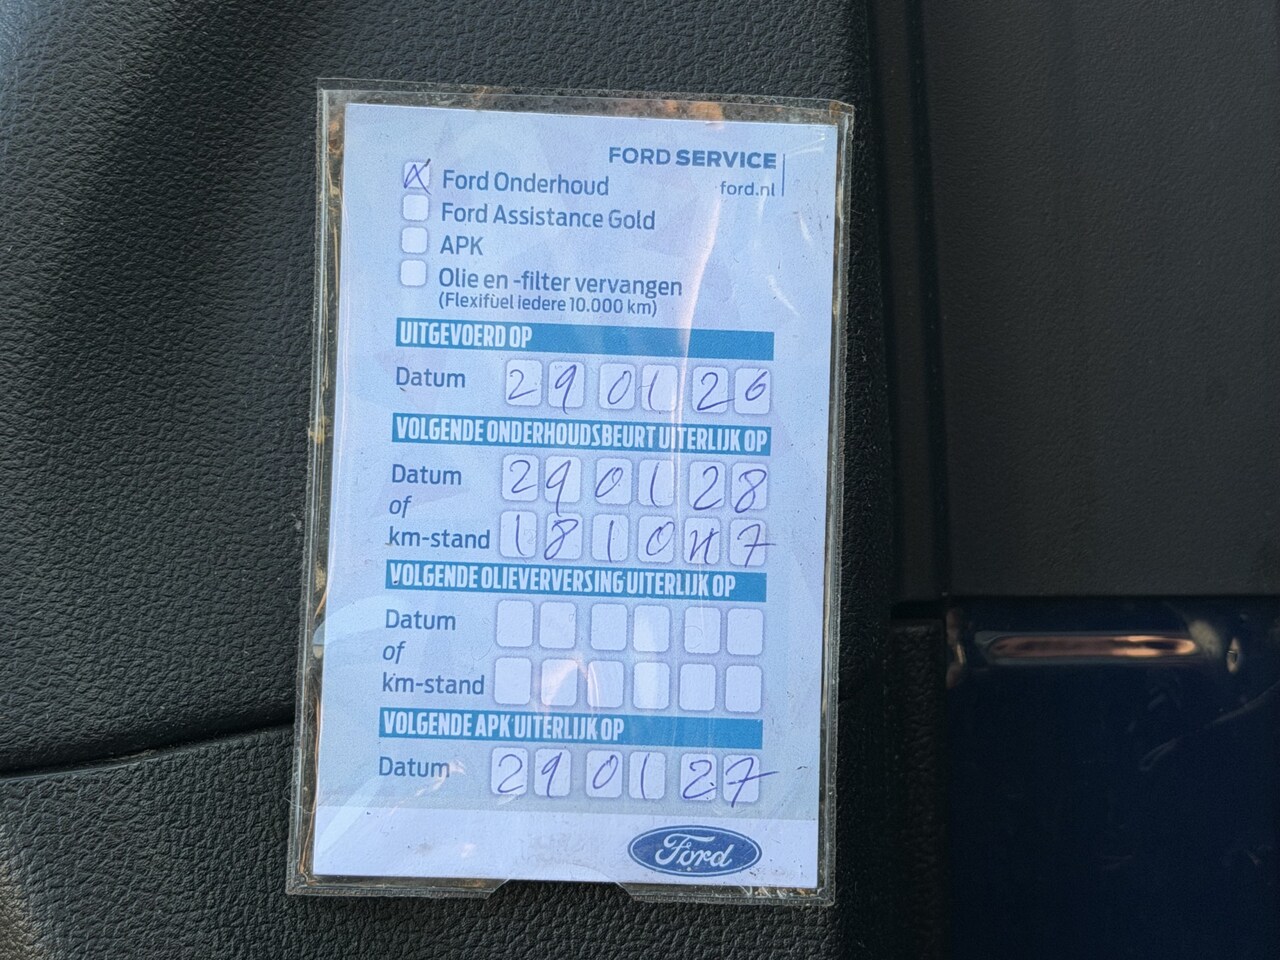 FORD SERVICE
ford.nl
X Ford Onderhoud
Ford Assistance Gold
APK
Olie en -filter vervangen
(Flexifuel iedere 10.000 km)
UITGEVOERD OP
Datum 29 01 26
VOLGENDE ONDERHOUDSBEURT UITERLIJK OP
Datum 29 01 28
of
km-stand 181047
VOLGENDE OLIEVERVERSING UITERLIJK OP
Datum
of
km-stand
VOLGENDE APK UITERLIJK OP
Datum 29 01 27
Ford